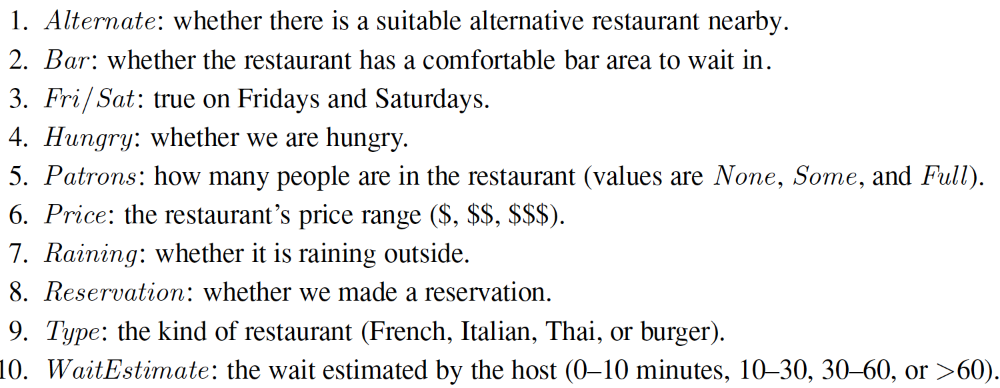 1. Alternate: whether there is a suitable alternative restaurant nearby.
2. Bar: whether the restaurant has a comfortable bar area to wait in.
3. Fri/Sat: true on Fridays and Saturdays.
4. Hungry: whether we are hungry.
5. Patrons: how many people are in the restaurant (values are None, Some, and Full).
6. Price: the restaurant’s price range ($, $$, $$$).
7. Raining: whether it is raining outside.
8. Reservation: whether we made a reservation.
9. Type: the kind of restaurant (French, Italian, Thai, or burger).
10. WaitEstimate: the wait estimated by the host (0–10 minutes, 10–30, 30–60, or >60).